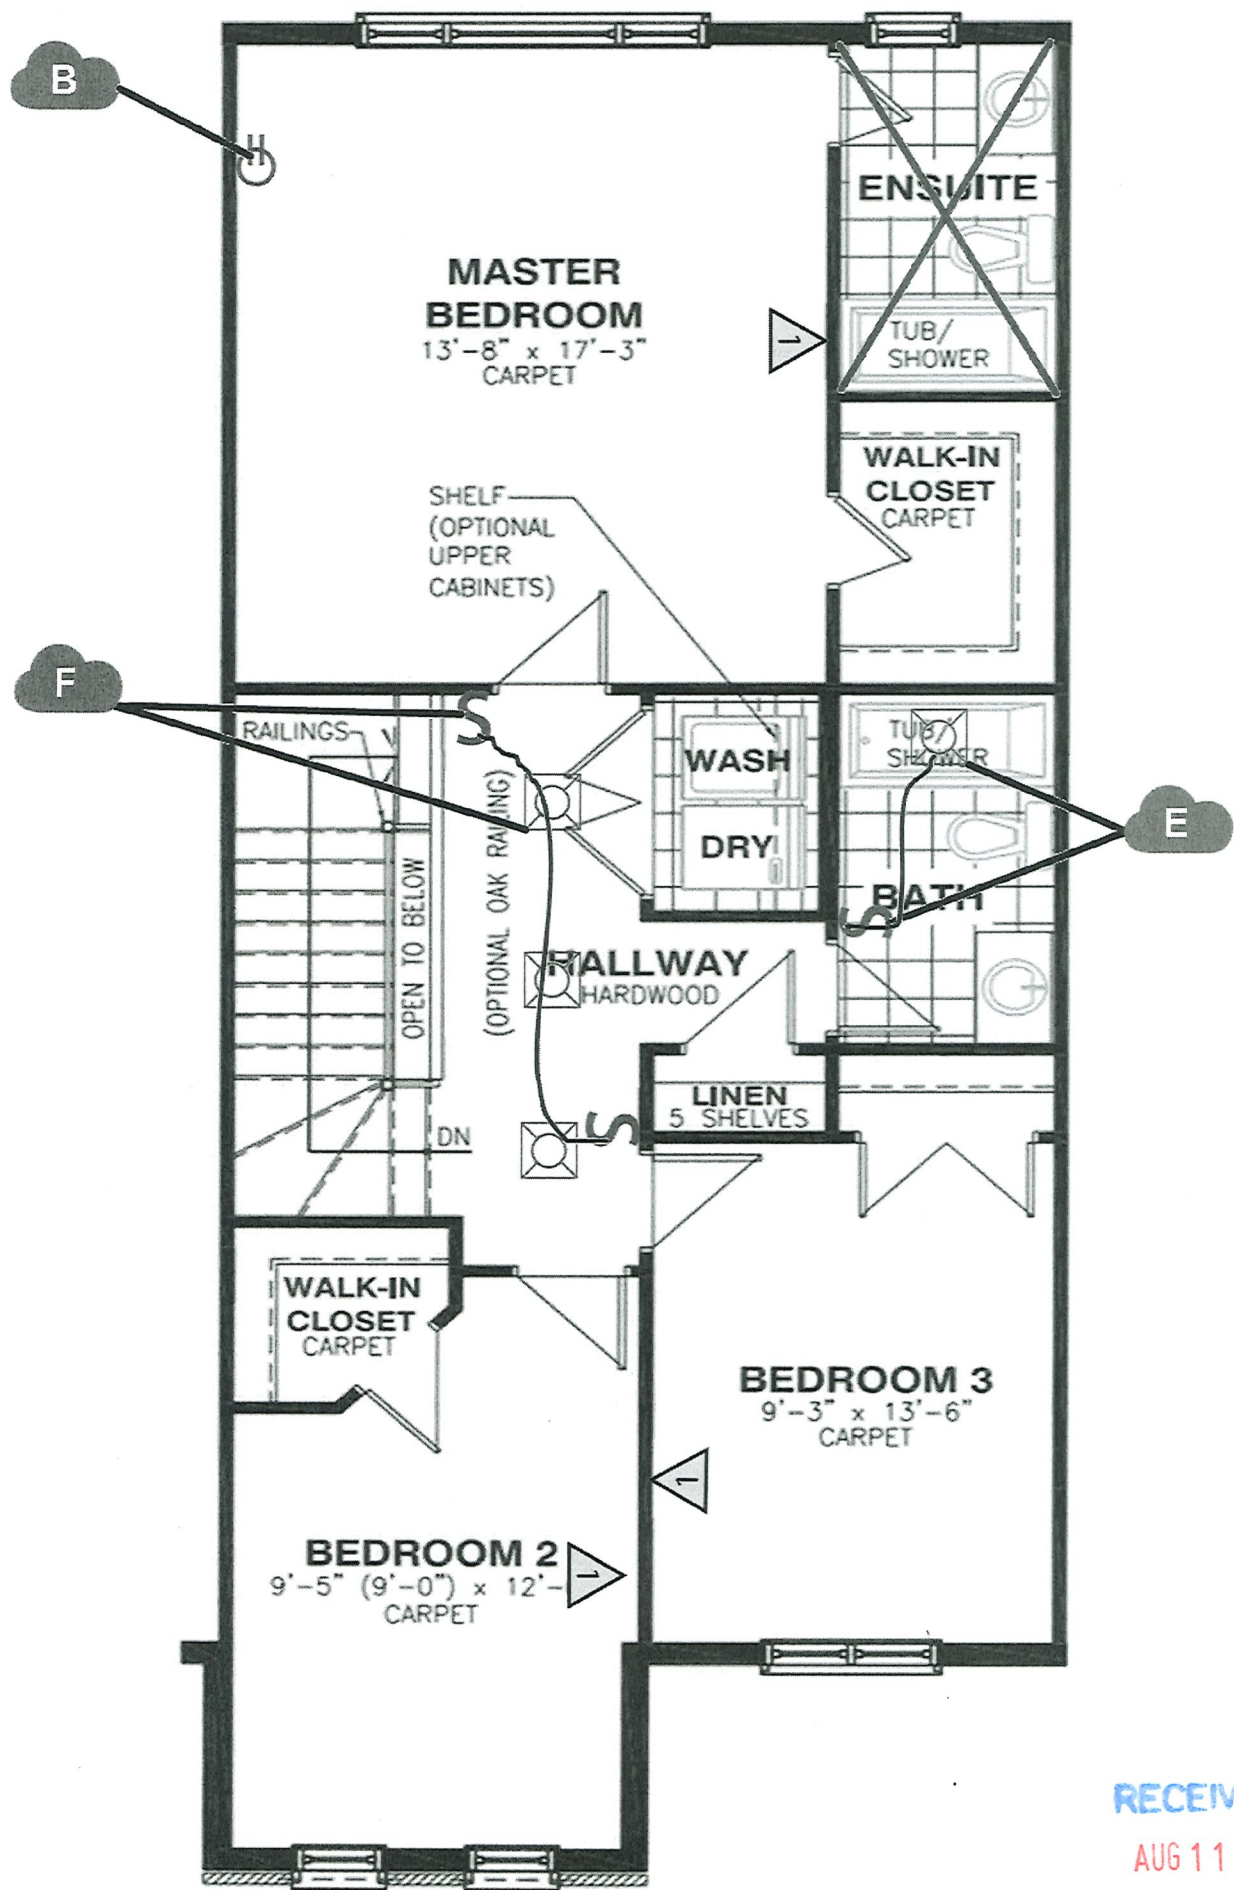 B
ENSUITE
MASTER
BEDROOM
13'-8" x 17'-3"
CARPET
1
TUB/
SHOWER
WALK-IN
CLOSET
CARPET
SHELF
(OPTIONAL
UPPER
CABINETS)
F
S
RAILINGS
WASH
DRY
TUB/
SHOWER
E
OPEN TO BELOW
(OPTIONAL OAK RAILING)
BATH
S
HALLWAY
HARDWOOD
LINEN
5 SHELVES
S
DN
WALK-IN
CLOSET
CARPET
BEDROOM 3
9'-3" x 13'-6"
CARPET
1
BEDROOM 2
9'-5" (9'-0") x 12'-
CARPET
1
RECEIV
AUG 11